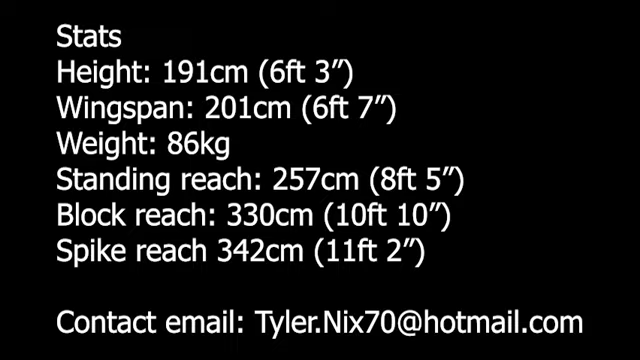 Stats
Height: 191cm (6ft 3”)
Wingspan: 201cm (6ft 7”)
Weight: 86kg
Standing reach: 257cm (8ft 5”)
Block reach: 330cm (10ft 10”)
Spike reach 342cm (11ft 2”)
Contact email: Tyler.Nix70@hotmail.com